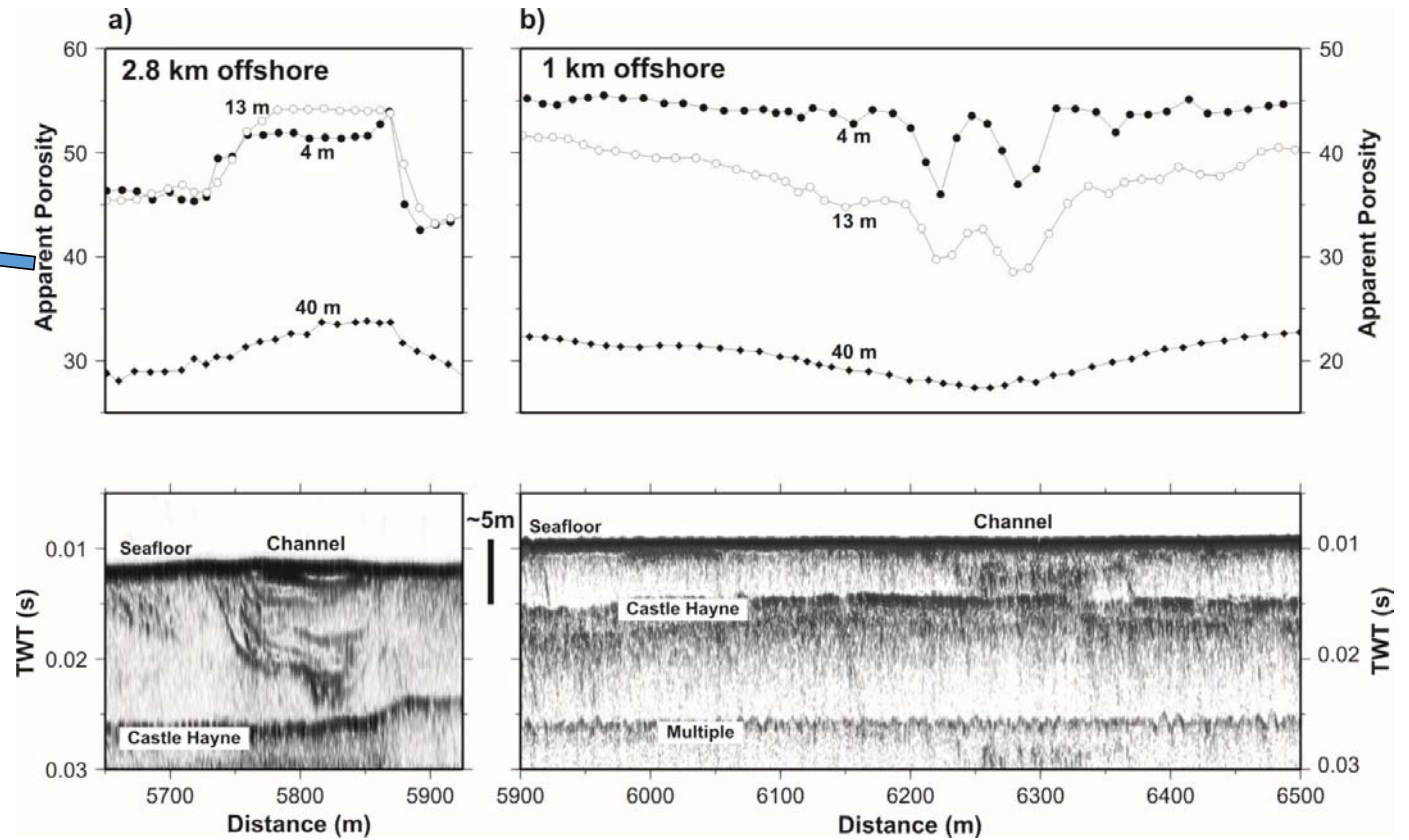 a)
b)
60
50
40
30
Apparent Porosity
2.8 km offshore
13 m
4 m
40 m
1 km offshore
4 m
13 m
40 m
50
40
30
20
Apparent Porosity
Seafloor
Channel
Castle Hayne
0.01
0.02
0.03
TWT (s)
~5m
Seafloor
Channel
Castle Hayne
Multiple
0.01
0.02
0.03
TWT (s)
5700 5800 5900
Distance (m)
5900 6000 6100 6200 6300 6400 6500
Distance (m)